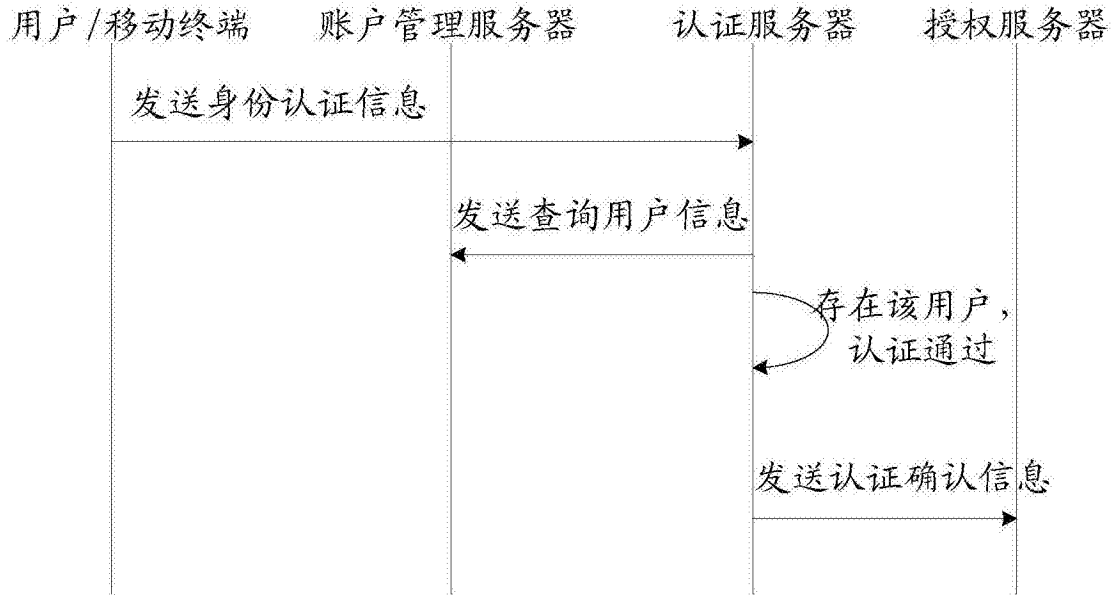 用户/移动终端 账户管理服务器 认证服务器 授权服务器
发送身份认证信息
发送查询用户信息
存在该用户,
认证通过
发送认证确认信息